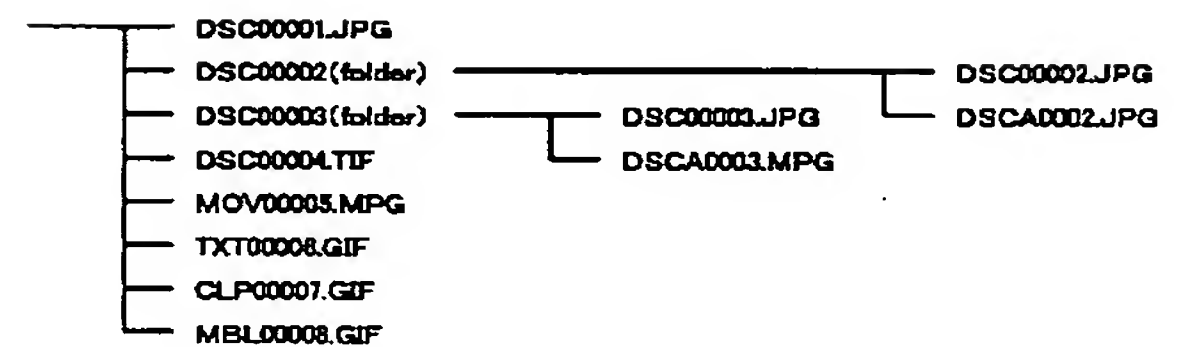 DSC00001.JPG
DSC00002(folder) DSC00002.JPG
DSC00003(folder) DSC00003.JPG DSCA0002.JPG
DSC00004.TIF DSCA0003.MPG
MOV00005.MPG
TXT00006.GIF
CLP00007.GIF
MBL00008.GIF